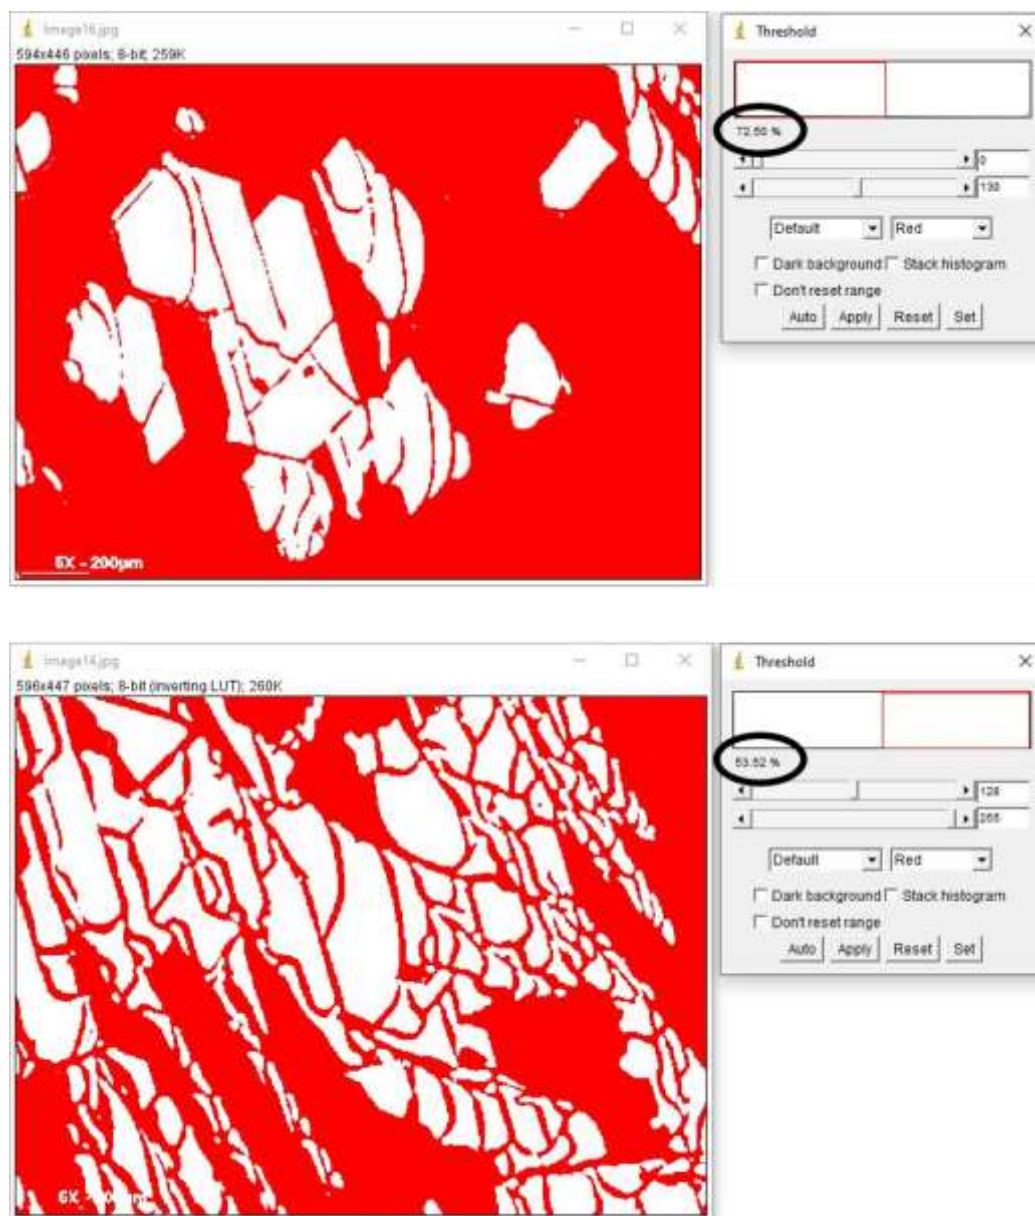 Image16.jpg
594x446 pixels; 8-bit; 259K
5X - 200µm
Threshold
72.50 %
0
130
Default Red
Dark background Stack histogram
Don't reset range
Auto Apply Reset Set
Image14.jpg
596x447 pixels; 8-bit (inverting LUT); 260K
Threshold
53.52 %
128
255
Default Red
Dark background Stack histogram
Don't reset range
Auto Apply Reset Set